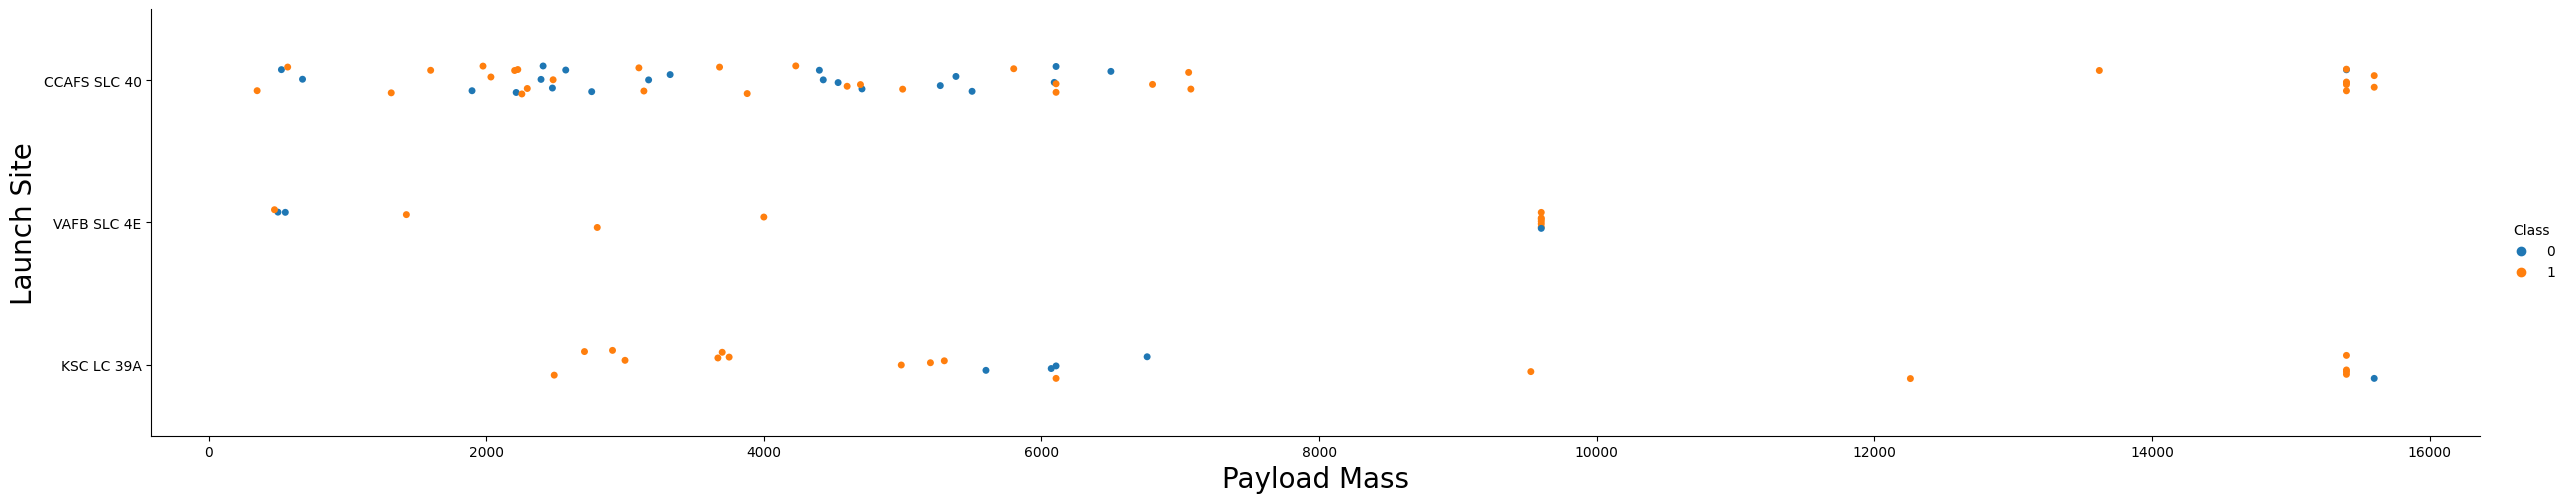 Launch Site
CCAFS SLC 40
VAFB SLC 4E
KSC LC 39A
0 2000 4000 6000 8000 10000 12000 14000 16000
Payload Mass
Class
0
1